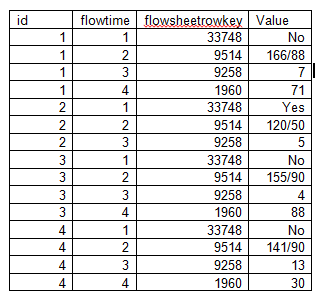 id flowtime flowsheetrowkey Value
1 1 33748 No
1 2 9514 166/88
1 3 9258 7
1 4 1960 71
2 1 33748 Yes
2 2 9514 120/50
2 3 9258 5
3 1 33748 No
3 2 9514 155/90
3 3 9258 4
3 4 1960 88
4 1 33748 No
4 2 9514 141/90
4 3 9258 13
4 4 1960 30